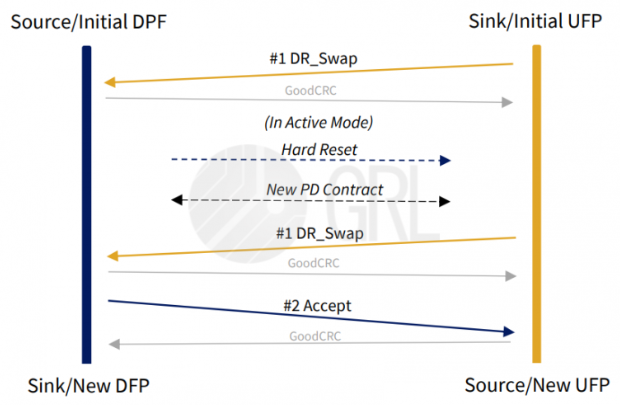 Source/Initial DPF
Sink/Initial UFP
#1 DR_Swap
GoodCRC
(In Active Mode)
Hard Reset
New PD Contract
GRL
#1 DR_Swap
GoodCRC
#2 Accept
GoodCRC
Sink/New DFP
Source/New UFP